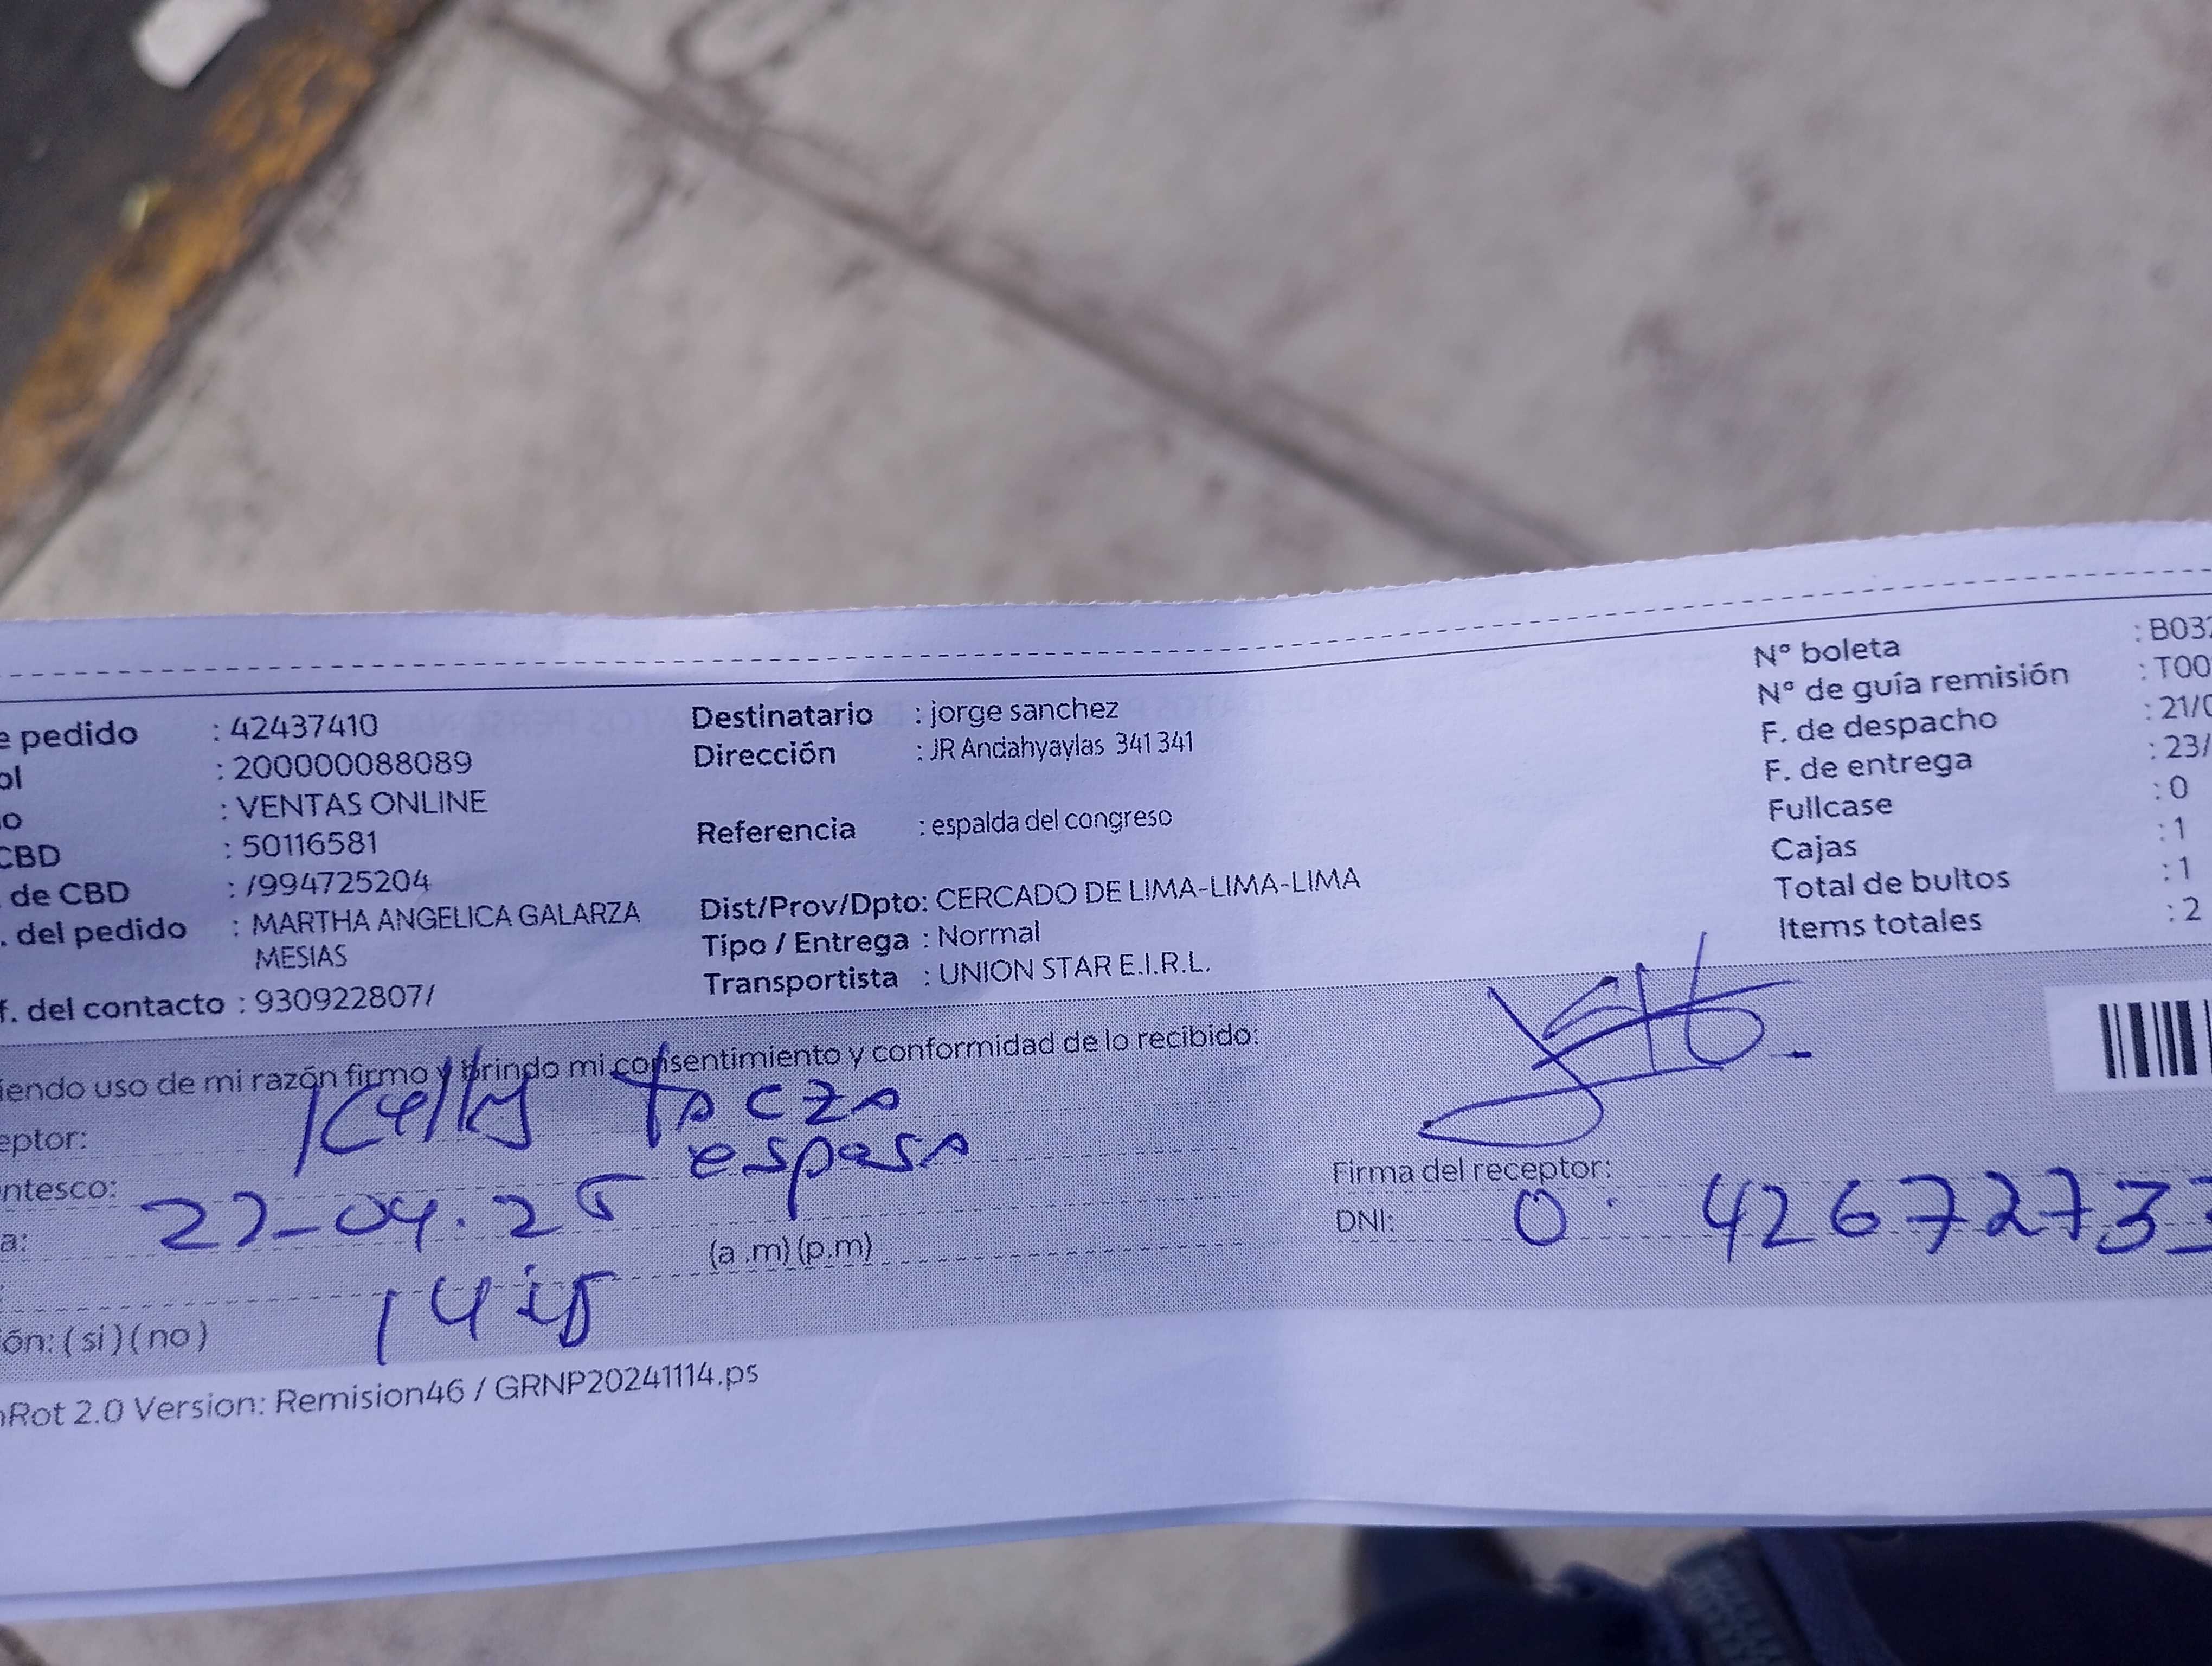 e pedido : 42437410
ol : 200000088089
o : VENTAS ONLINE
CBD : 50116581
. de CBD : /994725204
. del pedido : MARTHA ANGELICA GALARZA
MESIAS
f. del contacto : 930922807/
Destinatario : jorge sanchez
Dirección : JR Andahyaylas 341 341
Referencia : espalda del congreso
Dist/Prov/Dpto: CERCADO DE LIMA-LIMA-LIMA
Tipo / Entrega : Normal
Transportista : UNION STAR E.I.R.L.
N° boleta : B032
N° de guía remisión : T00
F. de despacho : 21/0
F. de entrega : 23/
Fullcase : 0
Cajas : 1
Total de bultos : 1
Items totales : 2
iendo uso de mi razón firmo y brindo mi consentimiento y conformidad de lo recibido:
eptor: Kelly
ntesco: esposa
a: 22-04.25
(a .m) (p.m)
14:15
ón: ( si ) ( no )
Firma del receptor:
DNI: 0. 42672733
Rot 2.0 Version: Remision46 / GRNP20241114.ps